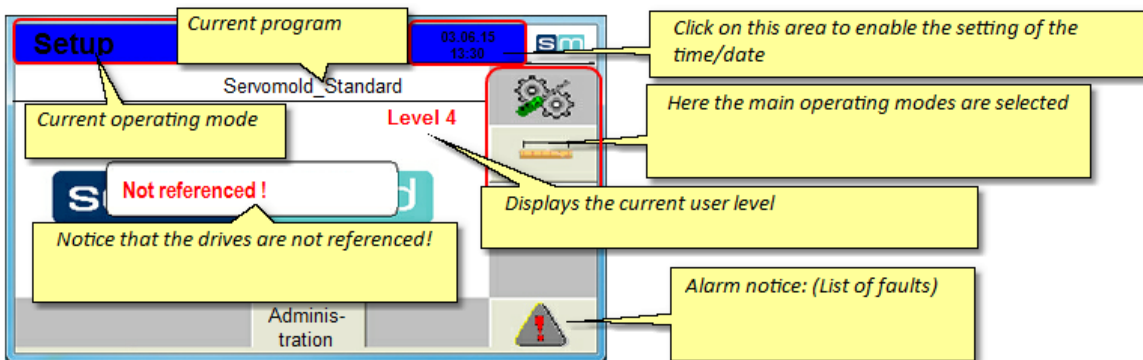 Setup
Current program
03.06.15
13:30
sm
Click on this area to enable the setting of the
time/date
Servomold_Standard
Current operating mode
Level 4
Here the main operating modes are selected
Not referenced !
Displays the current user level
Notice that the drives are not referenced!
Alarm notice: (List of faults)
Adminis-
tration